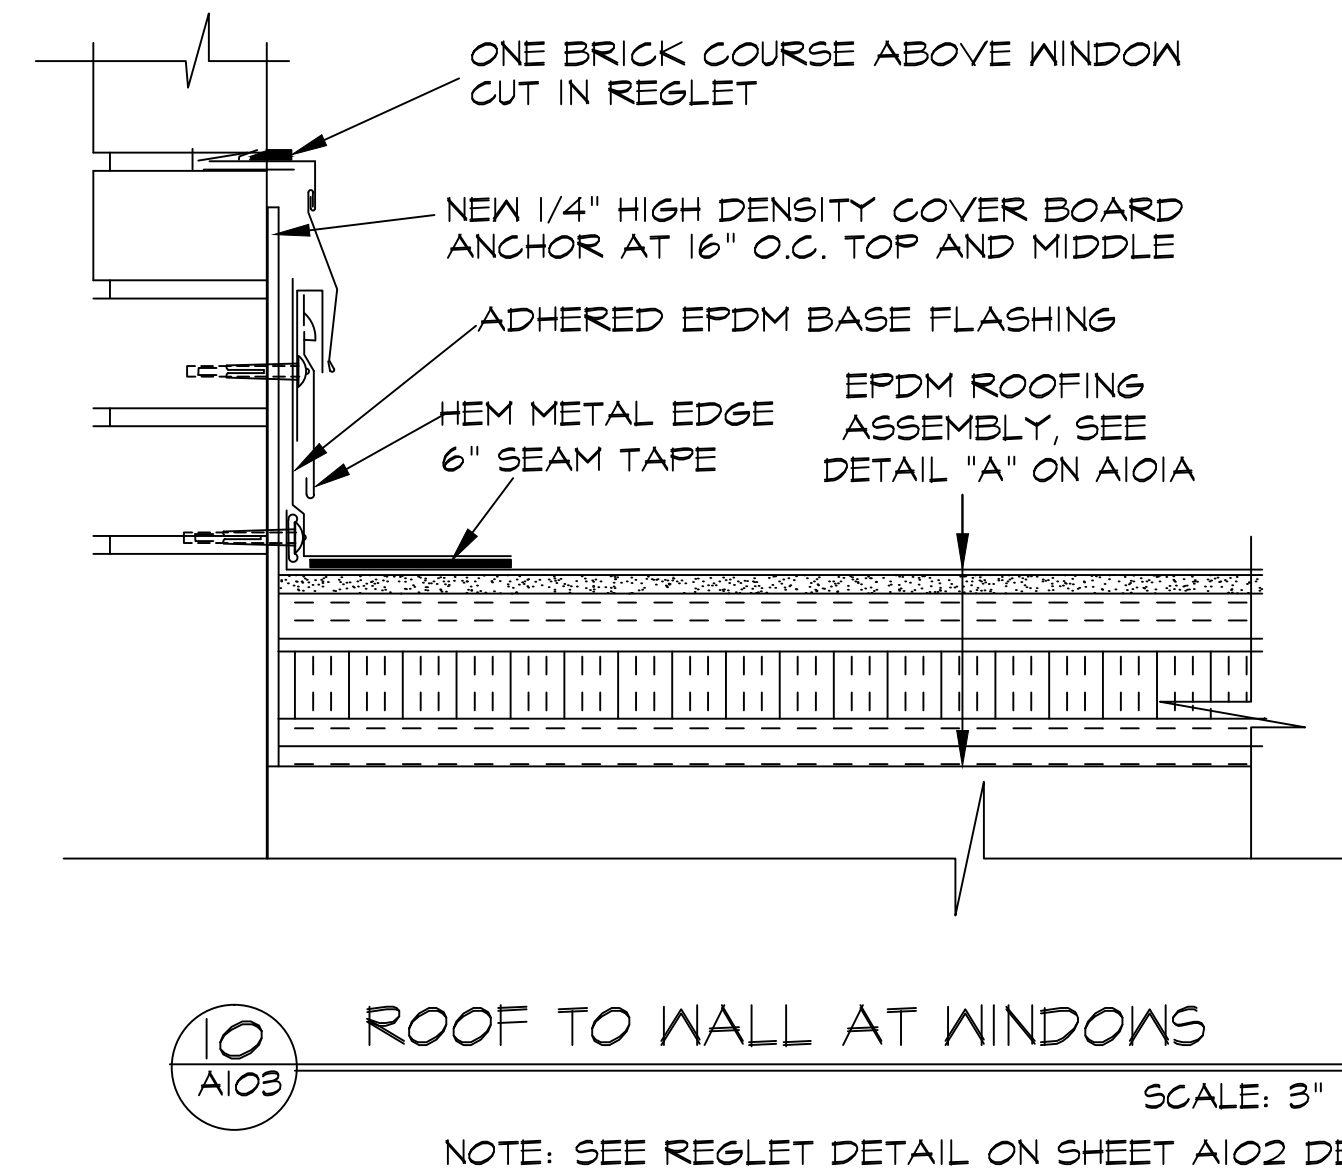 ONE BRICK COURSE ABOVE WINDOW
CUT IN REGLET
NEW 1/4" HIGH DENSITY COVER BOARD
ANCHOR AT 16" O.C. TOP AND MIDDLE
ADHERED EPDM BASE FLASHING
EPDM ROOFING
ASSEMBLY, SEE
DETAIL "A" ON A101A
HEM METAL EDGE
6" SEAM TAPE
10
A103
ROOF TO WALL AT WINDOWS
SCALE: 3"
NOTE: SEE REGLET DETAIL ON SHEET A102